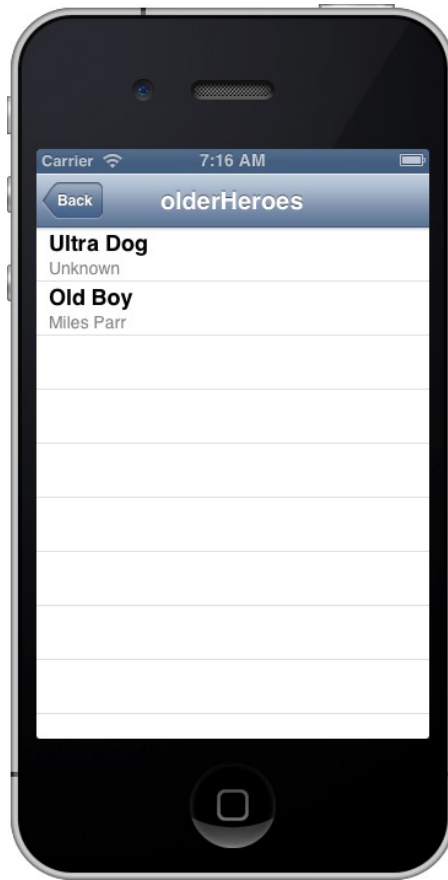 Carrier 7:16 AM
Back olderHeroes
Ultra Dog
Unknown
Old Boy
Miles Parr